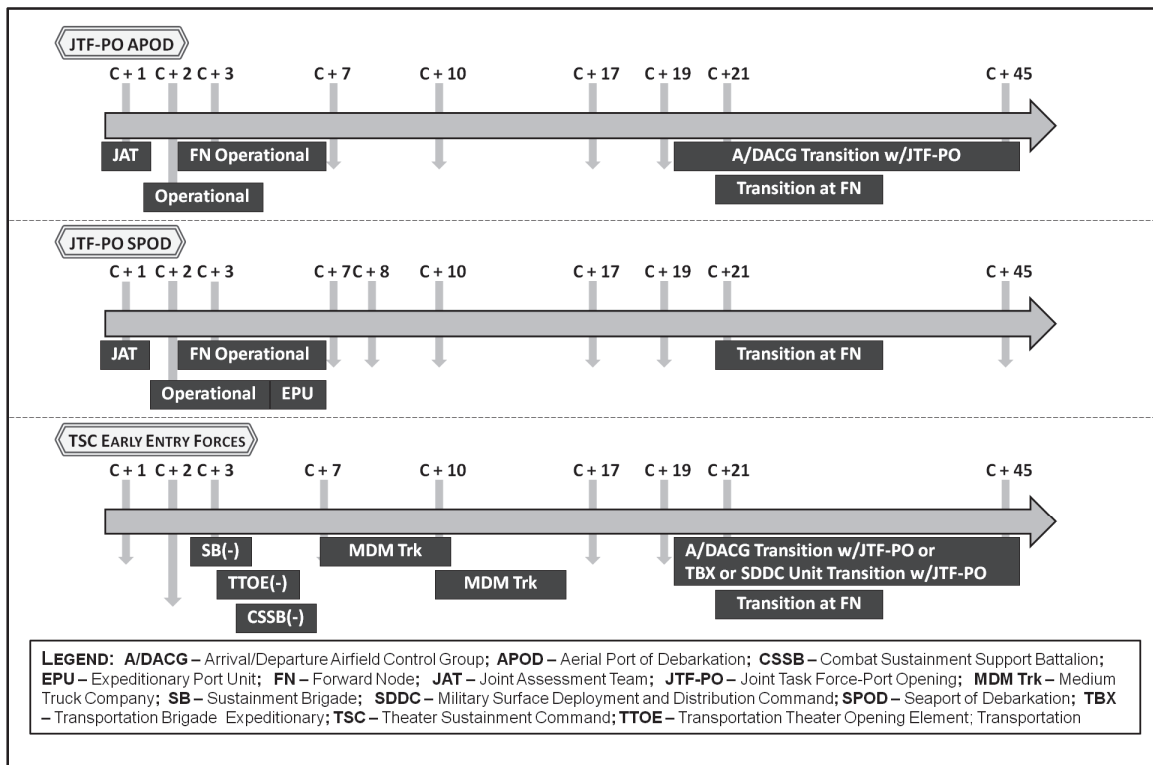 JTF-PO APOD
C + 1 C + 2 C + 3 C + 7 C + 10 C + 17 C + 19 C +21 C + 45
JAT FN Operational A/DACG Transition w/JTF-PO
Operational Transition at FN
JTF-PO SPOD
C + 1 C + 2 C + 3 C + 7 C + 8 C + 10 C + 17 C + 19 C +21 C + 45
JAT FN Operational Transition at FN
Operational EPU
TSC EARLY ENTRY FORCES
C + 1 C + 2 C + 3 C + 7 C + 10 C + 17 C + 19 C +21 C + 45
SB(-) MDM Trk A/DACG Transition w/JTF-PO or
TTOE(-) MDM Trk TBX or SDDC Unit Transition w/JTF-PO
CSSB(-) Transition at FN
LEGEND: A/DACG – Arrival/Departure Airfield Control Group; APOD – Aerial Port of Debarkation; CSSB – Combat Sustainment Support Battalion;
EPU – Expeditionary Port Unit; FN – Forward Node; JAT – Joint Assessment Team; JTF-PO – Joint Task Force-Port Opening; MDM Trk – Medium
Truck Company; SB – Sustainment Brigade; SDDC – Military Surface Deployment and Distribution Command; SPOD – Seaport of Debarkation; TBX
– Transportation Brigade Expeditionary; TSC – Theater Sustainment Command; TTOE – Transportation Theater Opening Element; Transportation